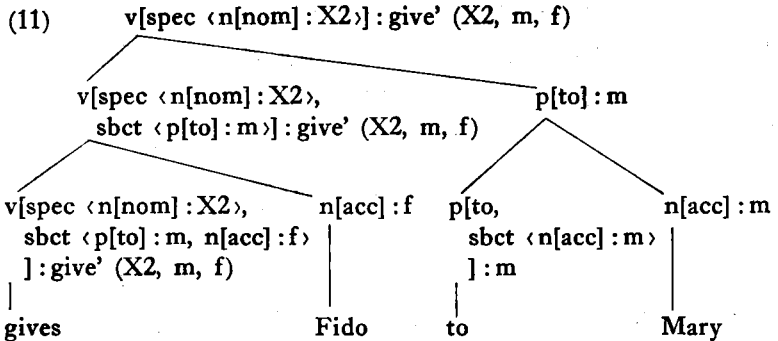 (11) v[spec ‹n[nom] : X2›] : give’ (X2, m, f)
v[spec ‹n[nom] : X2›, p[to] : m
sbct ‹p[to] : m›] : give’ (X2, m, f)
v[spec ‹n[nom] : X2›, n[acc] : f p[to, n[acc] : m
sbct ‹p[to] : m, n[acc] : f› sbct ‹n[acc] : m›
] : give’ (X2, m, f) ] : m
gives Fido to Mary